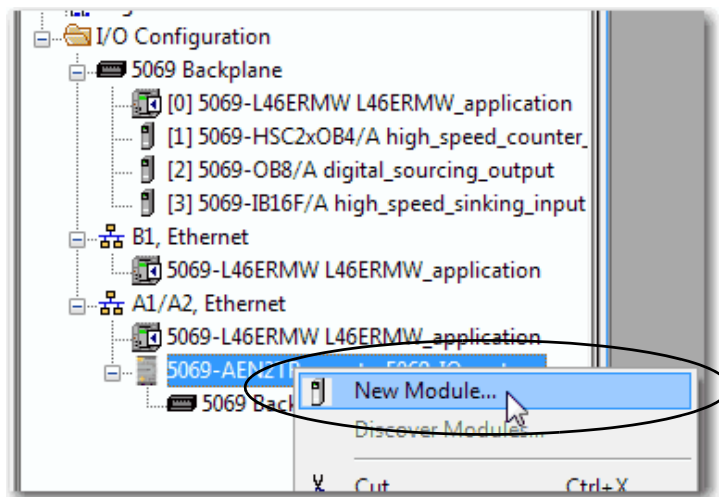 I/O Configuration
5069 Backplane
[0] 5069-L46ERMW L46ERMW_application
[1] 5069-HSC2xOB4/A high_speed_counter_
[2] 5069-OB8/A digital_sourcing_output
[3] 5069-IB16F/A high_speed_sinking_input
B1, Ethernet
5069-L46ERMW L46ERMW_application
A1/A2, Ethernet
5069-L46ERMW L46ERMW_application
5069-AEN2TR
New Module...
5069 Back
Discover Modules...
Cut Ctrl+X